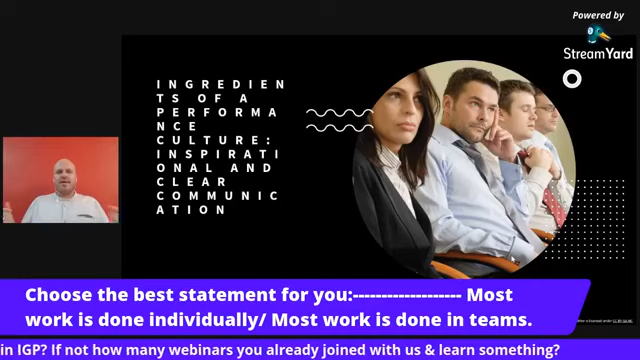 Powered by
StreamYard
INGREDIEN
TS OF A
PERFORMA
NCE
CULTURE:
INSPIRATI
ONAL AND
CLEAR
COMMUNIC
ATION
Choose the best statement for you:------------------- Most
work is done individually/ Most work is done in teams.
in IGP? If not how many webinars you already joined with us & learn something?